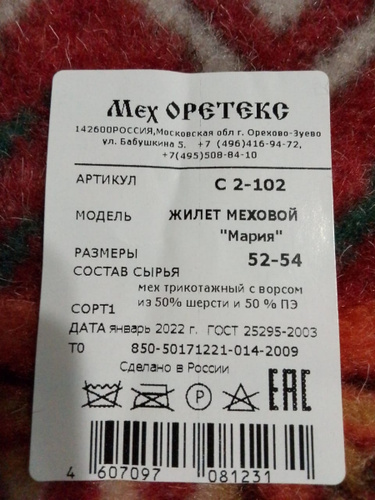 Мех ОРЕТЕКС
142600РОССИЯ,Московская обл г. Орехово-Зуево
ул. Бабушкина 5. +7 (496)416-94-72,
+7(495)508-84-10
АРТИКУЛ С 2-102
МОДЕЛЬ ЖИЛЕТ МЕХОВОЙ
"Мария"
РАЗМЕРЫ 52-54
СОСТАВ СЫРЬЯ
мех трикотажный с ворсом
из 50% шерсти и 50 % ПЭ
СОРТ1
ДАТА январь 2022 г. ГОСТ 25295-2003
ТО 850-50171221-014-2009
Сделано в России
P EAC
4 607097 081231